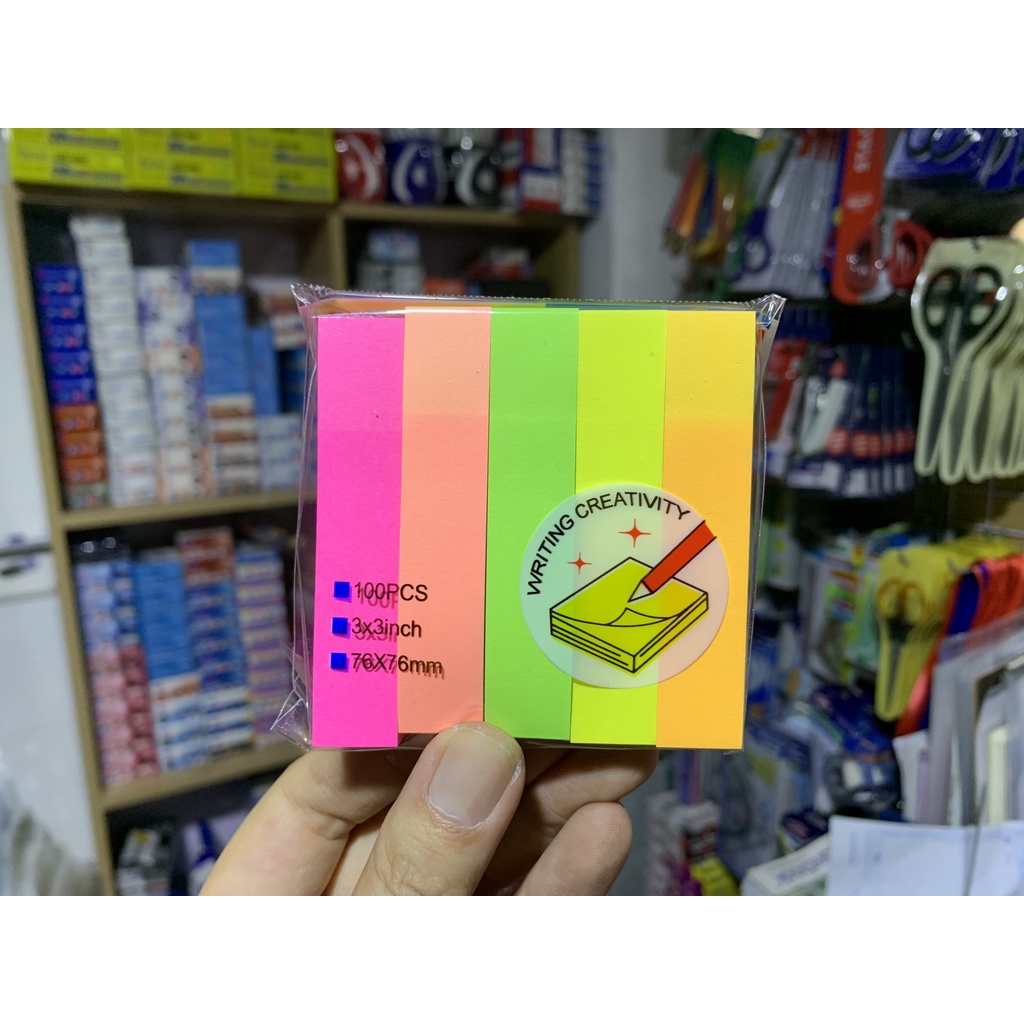 WRITING CREATIVITY
100PCS
3x3inch
76X76mm